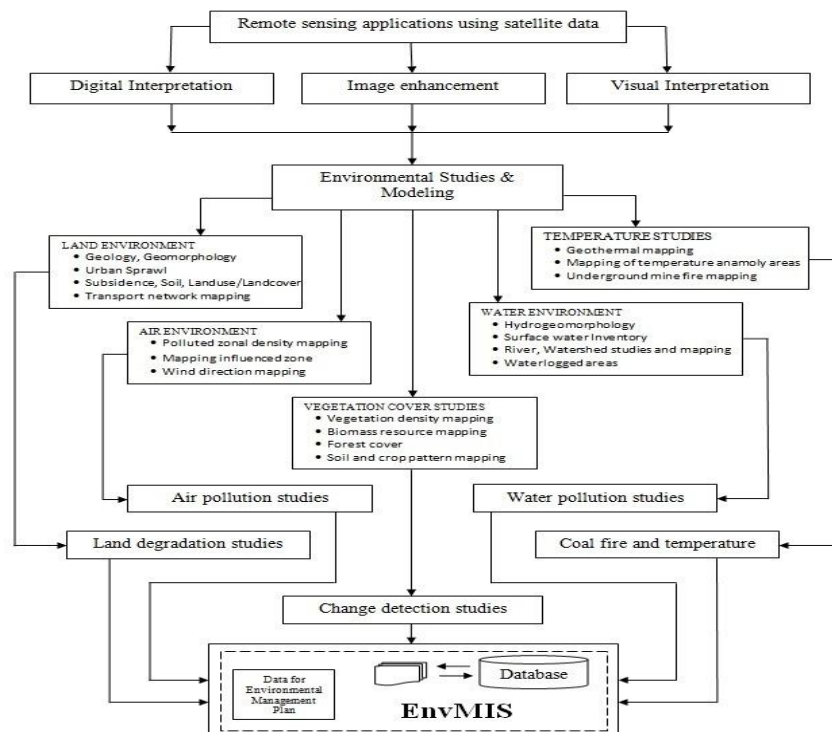 Remote sensing applications using satellite data
Digital Interpretation
Image enhancement
Visual Interpretation
Environmental Studies &
Modeling
LAND ENVIRONMENT
• Geology, Geomorphology
• Urban Sprawl
• Subsidence, Soil, Landuse/Landcover
• Transport network mapping
TEMPERATURE STUDIES
• Geothermal mapping
• Mapping of temperature anamoly areas
• Underground mine fire mapping
AIR ENVIRONMENT
• Polluted zonal density mapping
• Mapping influenced zone
• Wind direction mapping
WATER ENVIRONMENT
• Hydrogeomorphology
• Surface water Inventory
• River, Watershed studies and mapping
• Waterlogged areas
VEGETATION COVER STUDIES
• Vegetation density mapping
• Biomass resource mapping
• Forest cover
• Soil and crop pattern mapping
Air pollution studies
Water pollution studies
Land degradation studies
Coal fire and temperature
Change detection studies
Data for
Environmental
Management
Plan
Database
EnvMIS